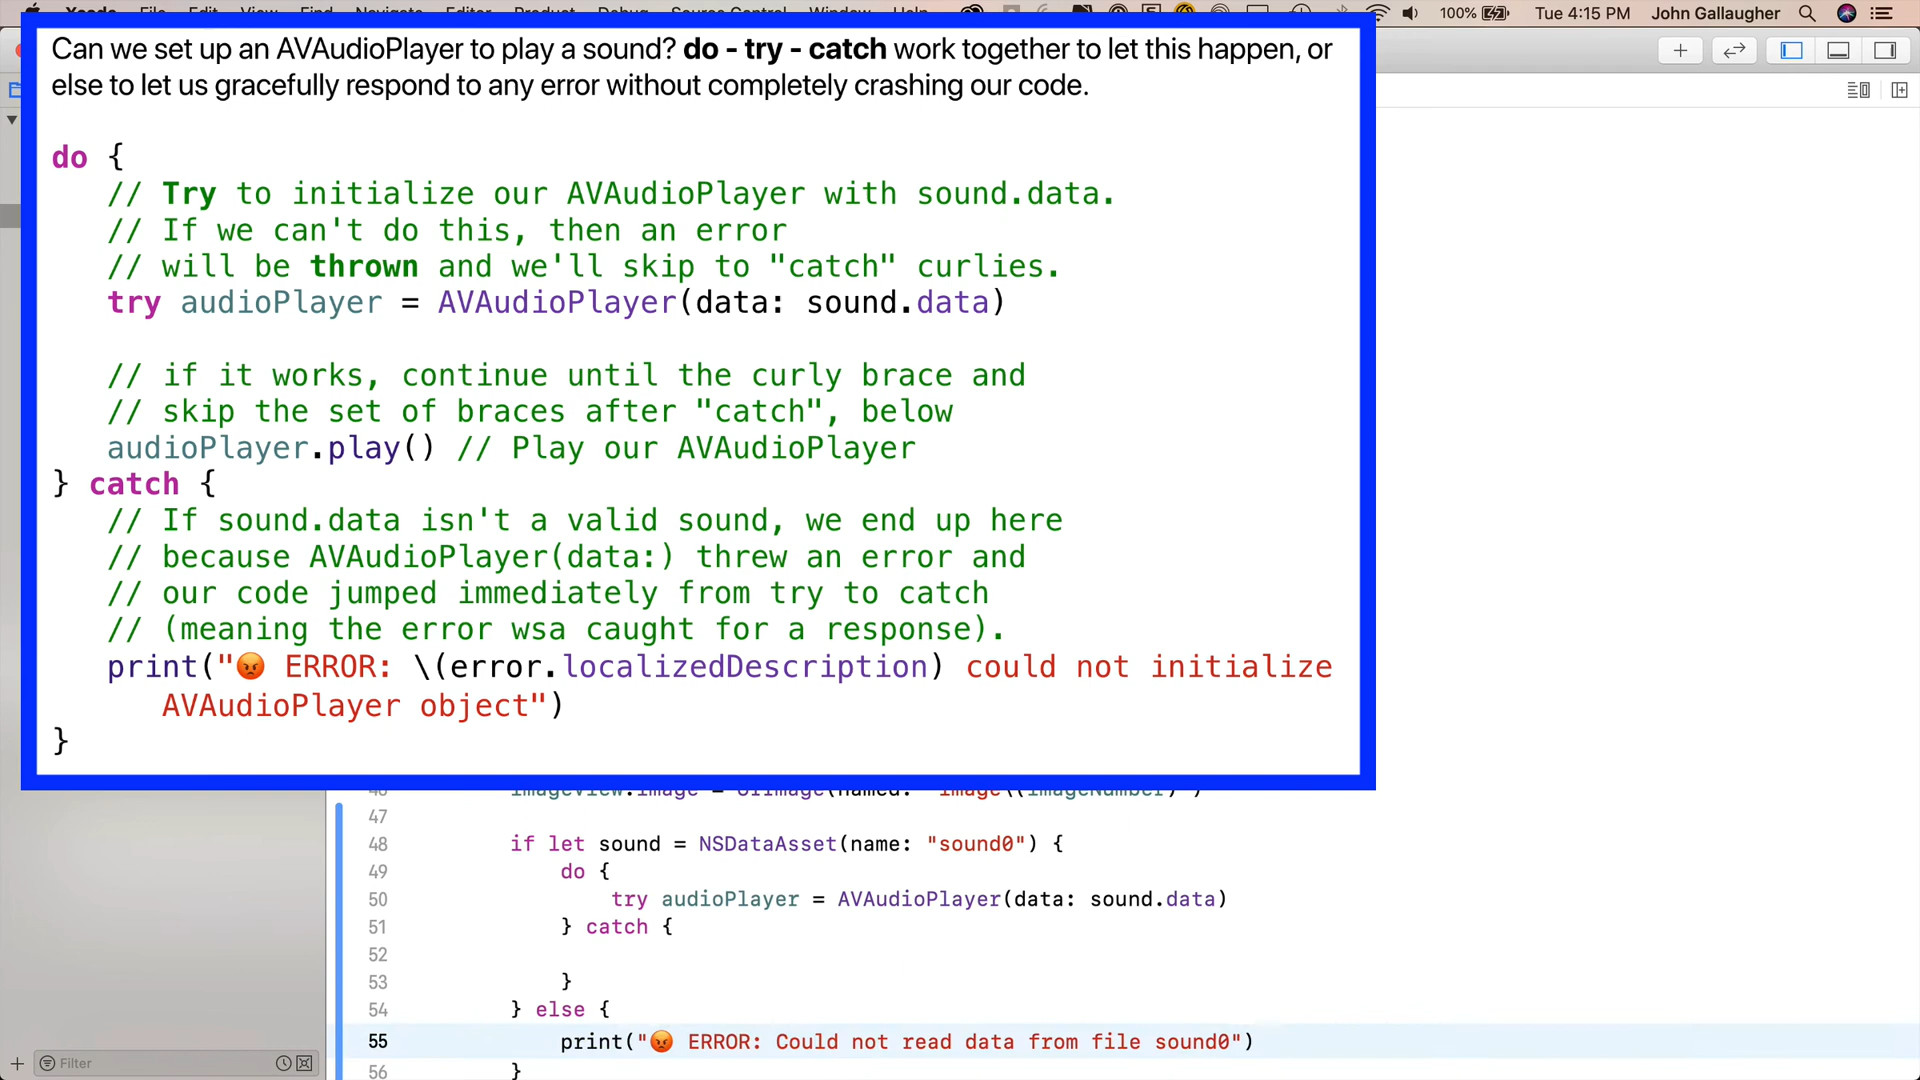 100% Tue 4:15 PM John Gallaugher
Can we set up an AVAudioPlayer to play a sound? do - try - catch work together to let this happen, or
else to let us gracefully respond to any error without completely crashing our code.
do {
// Try to initialize our AVAudioPlayer with sound.data.
// If we can't do this, then an error
// will be thrown and we'll skip to "catch" curlies.
try audioPlayer = AVAudioPlayer(data: sound.data)
// if it works, continue until the curly brace and
// skip the set of braces after "catch", below
audioPlayer.play() // Play our AVAudioPlayer
} catch {
// If sound.data isn't a valid sound, we end up here
// because AVAudioPlayer(data:) threw an error and
// our code jumped immediately from try to catch
// (meaning the error wsa caught for a response).
print("😡 ERROR: \(error.localizedDescription) could not initialize
AVAudioPlayer object")
}
47
48 if let sound = NSDataAsset(name: "sound0") {
49 do {
50 try audioPlayer = AVAudioPlayer(data: sound.data)
51 } catch {
52
53 }
54 } else {
55 print("😡 ERROR: Could not read data from file sound0")
56 }
Filter